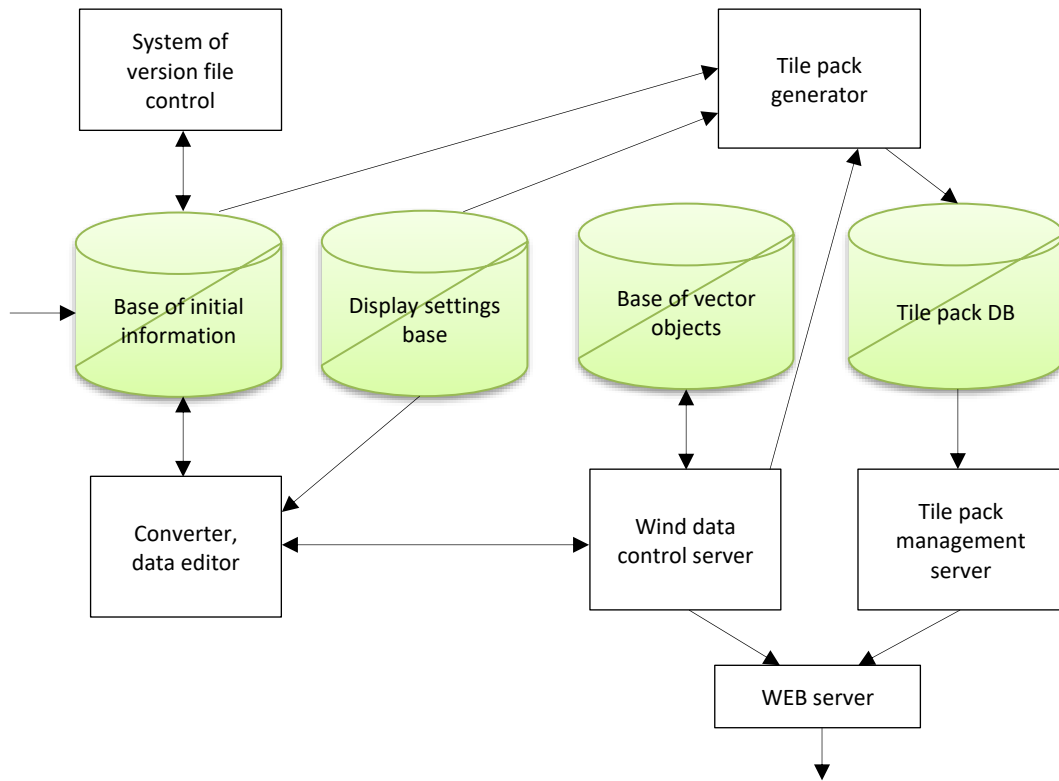 System of
version file
control
Tile pack
generator
Base of initial
information
Display settings
base
Base of vector
objects
Tile pack DB
Converter,
data editor
Wind data
control server
Tile pack
management
server
WEB server